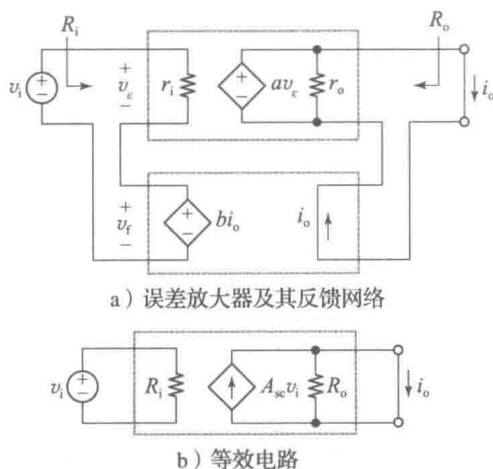 R_i
R_o
v_i
+
−
+
v_ε
−
r_i
+
−
av_ε
r_o
i_o
+
v_f
−
+
−
bi_o
i_o
a）误差放大器及其反馈网络
v_i
+
−
R_i
A_sc v_i
R_o
i_o
b）等效电路